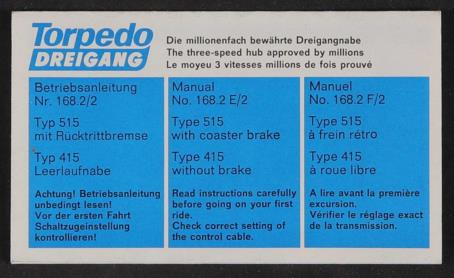 Torpedo
DREIGANG
Die millionenfach bewährte Dreigangnabe
The three-speed hub approved by millions
Le moyeu 3 vitesses millions de fois prouvé
Betriebsanleitung
Nr. 168.2/2
Typ 515
mit Rücktrittbremse
Typ 415
Leerlaufnabe
Achtung! Betriebsanleitung
unbedingt lesen!
Vor der ersten Fahrt
Schaltzugeinstellung
kontrollieren!
Manual
No. 168.2 E/2
Type 515
with coaster brake
Type 415
without brake
Read instructions carefully
before going on your first
ride.
Check correct setting of
the control cable.
Manuel
No. 168.2 F/2
Type 515
à frein rétro
Type 415
à roue libre
A lire avant la première
excursion.
Vérifier le réglage exact
de la transmission.